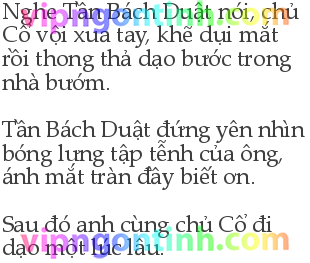 Nghe Tần Bách Duật nói, chủ
Cổ vội xua tay, khẽ dụi mắt
rồi thong thả dạo bước trong
nhà bướm.
Tần Bách Duật đứng yên nhìn
bóng lưng tập tễnh của ông,
ánh mắt tràn đầy biết ơn.
Sau đó anh cùng chủ Cổ đi
dạo một lúc lâu.
vipngontinh.com
vipngontinh.com